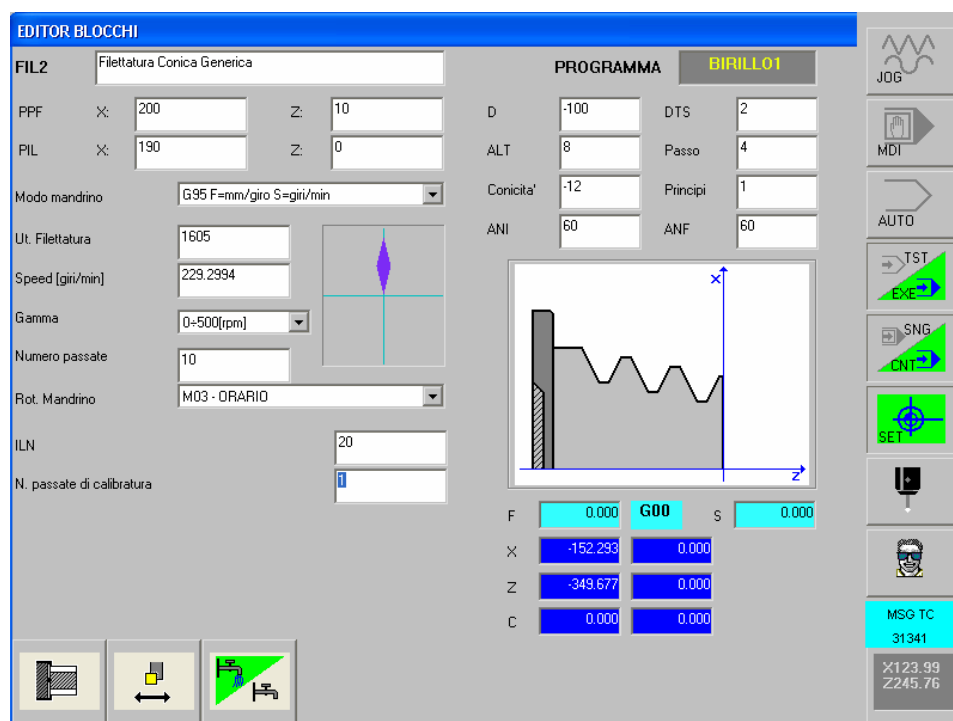 EDITOR BLOCCHI
FIL2 Filettatura Conica Generica PROGRAMMA BIRILLO1
PPF X: 200 Z: 10 D -100 DTS 2
PIL X: 190 Z: 0 ALT 8 Passo 4
Modo mandrino G95 F=mm/giro S=giri/min Conicita' -12 Principi 1
Ut. Filettatura 1605 ANI 60 ANF 60
Speed [giri/min] 229.2994
Gamma 0÷500[rpm]
Numero passate 10
Rot. Mandrino M03 - ORARIO
ILN 20
N. passate di calibratura 1
X
Z
F 0.000 G00 S 0.000
X -152.293 0.000
Z -349.677 0.000
C 0.000 0.000
JOG
MDI
AUTO
TST
EXE
SNG
CNT
SET
MSG TC
31341
X123.99
Z245.76